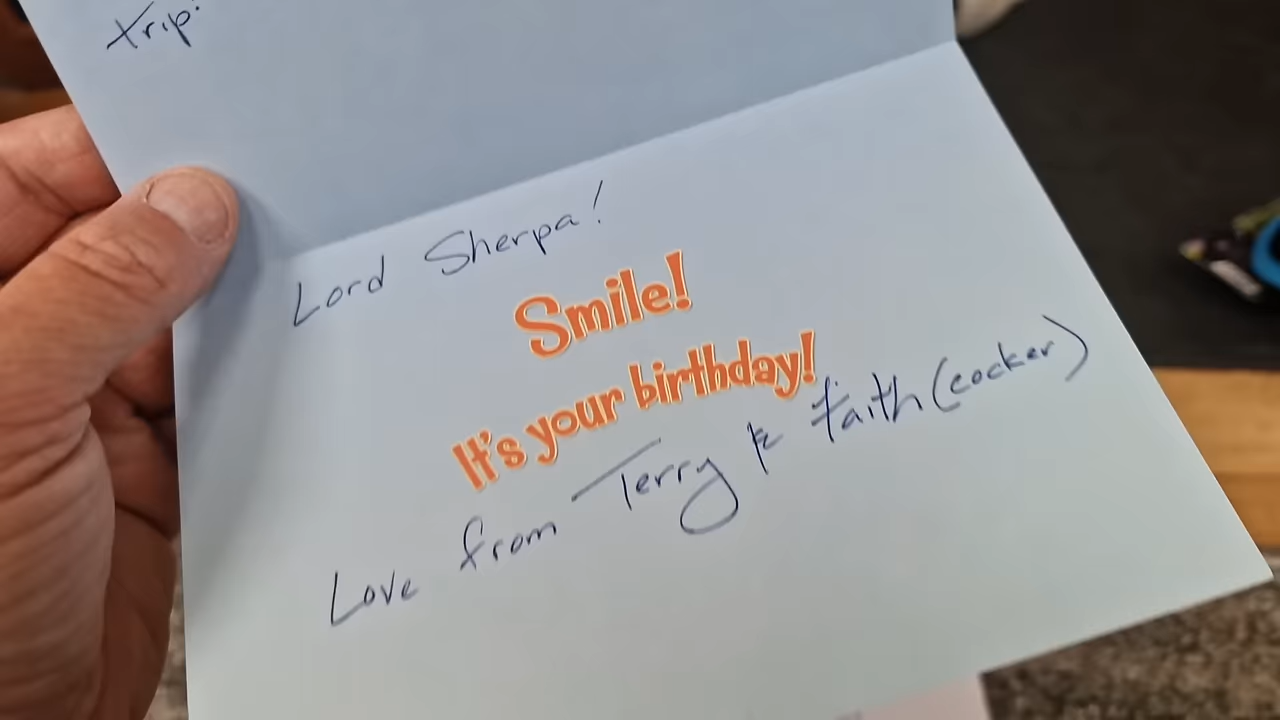 trip.
Lord Sherpa!
Smile!
It's your birthday!
Love from Terry & Faith (cocker)